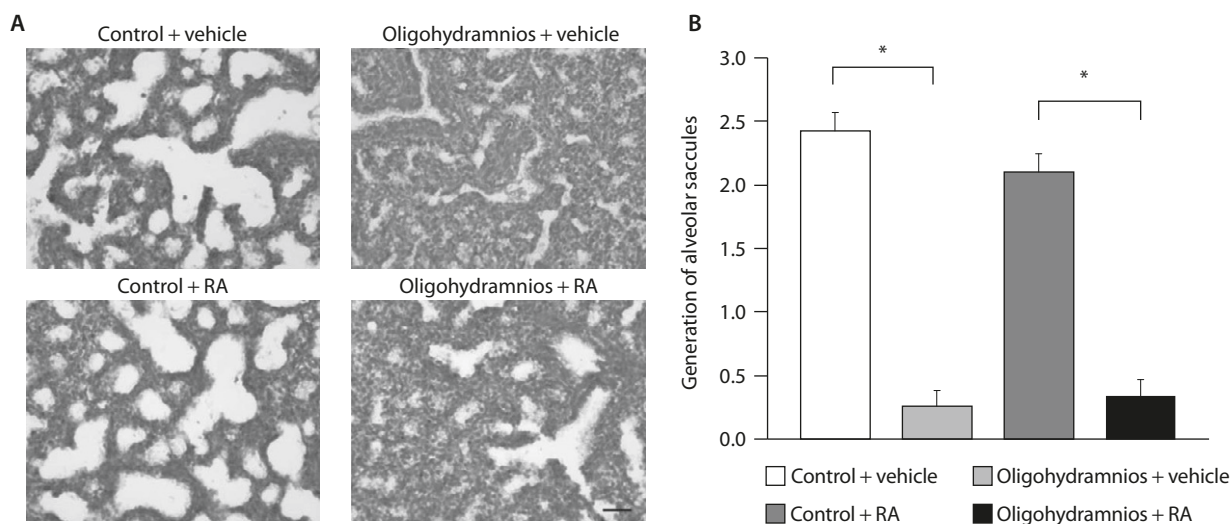 A
Control + vehicle
Oligohydramnios + vehicle
Control + RA
Oligohydramnios + RA
B
Generation of alveolar saccules
3.0
2.5
2.0
1.5
1.0
0.5
0.0
*
*
Control + vehicle
Oligohydramnios + vehicle
Control + RA
Oligohydramnios + RA